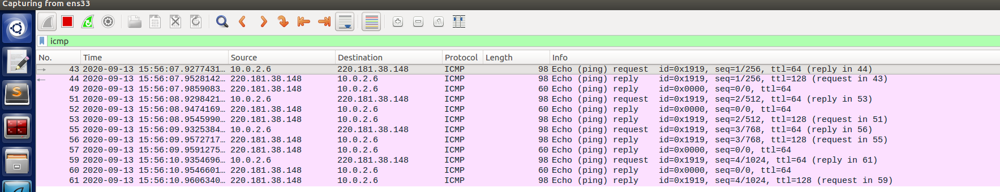 Capturing from ens33
icmp
No. Time Source Destination Protocol Length Info
43 2020-09-13 15:56:07.9277431… 10.0.2.6 220.181.38.148 ICMP 98 Echo (ping) request id=0x1919, seq=1/256, ttl=64 (reply in 44)
44 2020-09-13 15:56:07.9528142… 220.181.38.148 10.0.2.6 ICMP 98 Echo (ping) reply id=0x1919, seq=1/256, ttl=128 (request in 43)
49 2020-09-13 15:56:07.9859083… 220.181.38.148 10.0.2.6 ICMP 60 Echo (ping) reply id=0x0000, seq=0/0, ttl=64
51 2020-09-13 15:56:08.9298421… 10.0.2.6 220.181.38.148 ICMP 98 Echo (ping) request id=0x1919, seq=2/512, ttl=64 (reply in 53)
52 2020-09-13 15:56:08.9474169… 220.181.38.148 10.0.2.6 ICMP 60 Echo (ping) reply id=0x0000, seq=0/0, ttl=64
53 2020-09-13 15:56:08.9545990… 220.181.38.148 10.0.2.6 ICMP 98 Echo (ping) reply id=0x1919, seq=2/512, ttl=128 (request in 51)
55 2020-09-13 15:56:09.9325384… 10.0.2.6 220.181.38.148 ICMP 98 Echo (ping) request id=0x1919, seq=3/768, ttl=64 (reply in 56)
56 2020-09-13 15:56:09.9572717… 220.181.38.148 10.0.2.6 ICMP 98 Echo (ping) reply id=0x1919, seq=3/768, ttl=128 (request in 55)
57 2020-09-13 15:56:09.9591275… 220.181.38.148 10.0.2.6 ICMP 60 Echo (ping) reply id=0x0000, seq=0/0, ttl=64
59 2020-09-13 15:56:10.9354696… 10.0.2.6 220.181.38.148 ICMP 98 Echo (ping) request id=0x1919, seq=4/1024, ttl=64 (reply in 61)
60 2020-09-13 15:56:10.9546601… 220.181.38.148 10.0.2.6 ICMP 60 Echo (ping) reply id=0x0000, seq=0/0, ttl=64
61 2020-09-13 15:56:10.9606340… 220.181.38.148 10.0.2.6 ICMP 98 Echo (ping) reply id=0x1919, seq=4/1024, ttl=128 (request in 59)